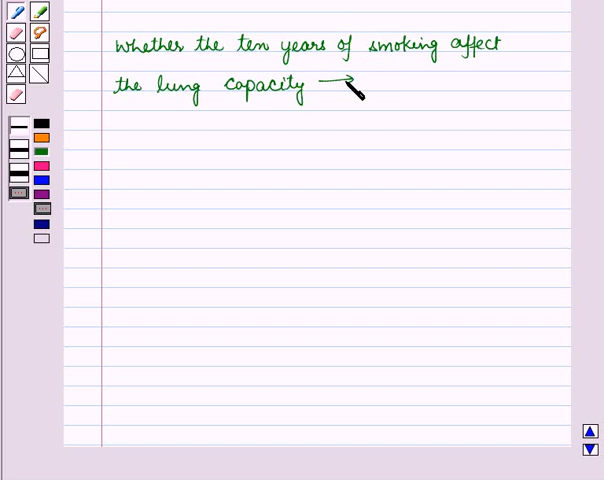 whether the ten years of smoking affect
the lung capacity →